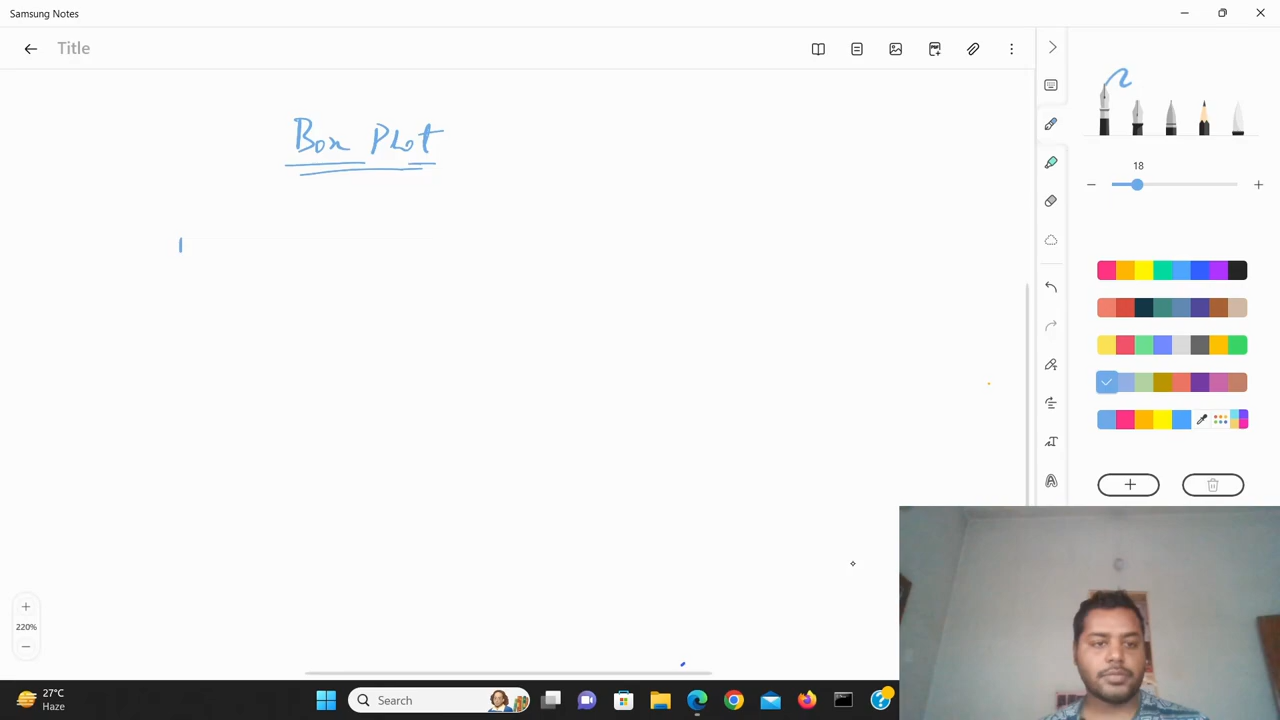 Samsung Notes
Title
18
Box Plot
220%
27°C
Haze
Search